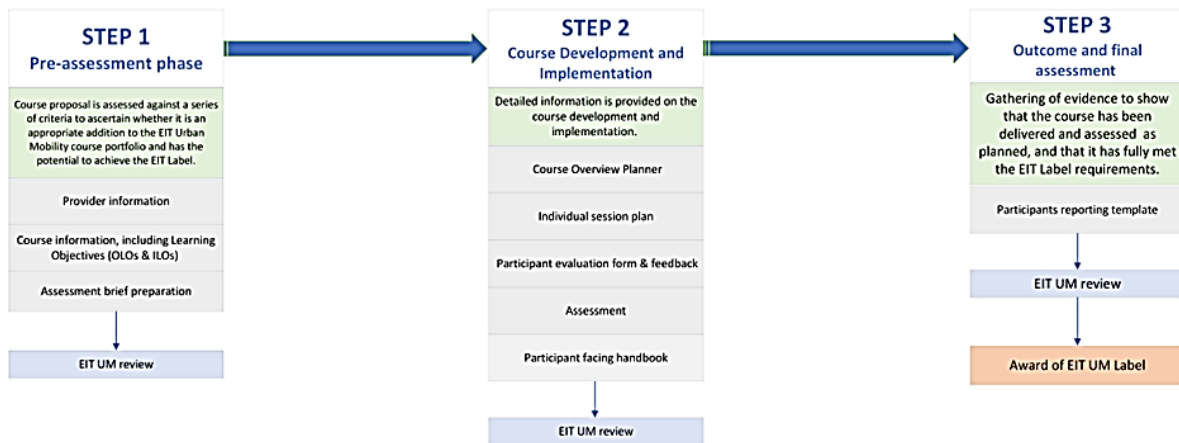 STEP 1
Pre-assessment phase
Course proposal is assessed against a series
of criteria to ascertain whether it is an
appropriate addition to the EIT Urban
Mobility course portfolio and has the
potential to achieve the EIT Label.
Provider information
Course information, including Learning
Objectives (OLOs & ILOs)
Assessment brief preparation
EIT UM review
STEP 2
Course Development and
Implementation
Detailed information is provided on the
course development and
implementation.
Course Overview Planner
Individual session plan
Participant evaluation form & feedback
Assessment
Participant facing handbook
EIT UM review
STEP 3
Outcome and final
assessment
Gathering of evidence to show
that the course has been
delivered and assessed as
planned, and that it has fully met
the EIT Label requirements.
Participants reporting template
EIT UM review
Award of EIT UM Label